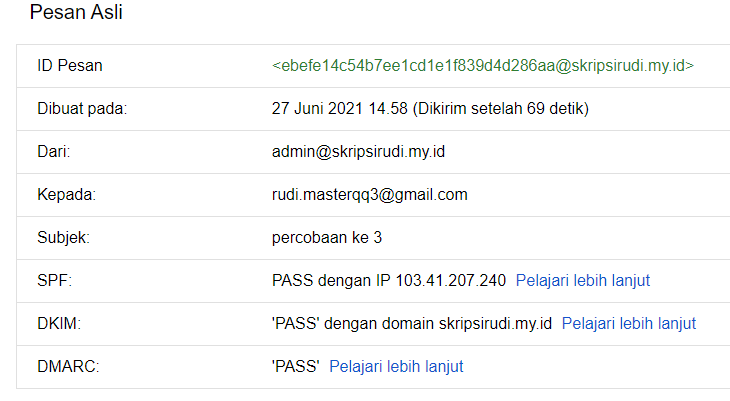 Pesan Asli
ID Pesan <ebefe14c54b7ee1cd1e1f839d4d286aa@skripsirudi.my.id>
Dibuat pada: 27 Juni 2021 14.58 (Dikirim setelah 69 detik)
Dari: admin@skripsirudi.my.id
Kepada: rudi.masterqq3@gmail.com
Subjek: percobaan ke 3
SPF: PASS dengan IP 103.41.207.240 Pelajari lebih lanjut
DKIM: 'PASS' dengan domain skripsirudi.my.id Pelajari lebih lanjut
DMARC: 'PASS' Pelajari lebih lanjut